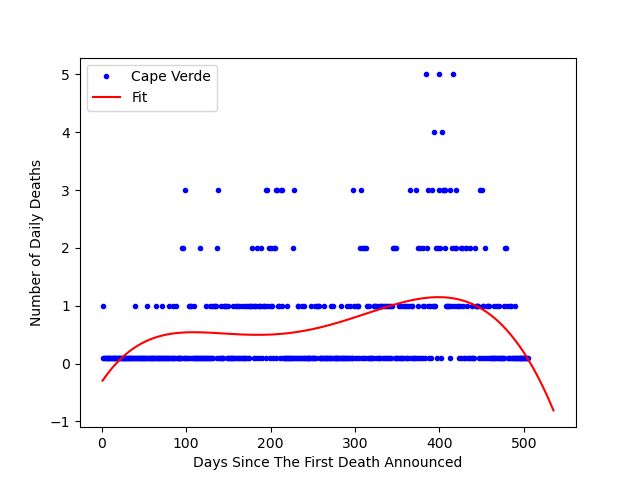 Cape Verde
Fit
Number of Daily Deaths
5
4
3
2
1
0
−1
0 100 200 300 400 500
Days Since The First Death Announced